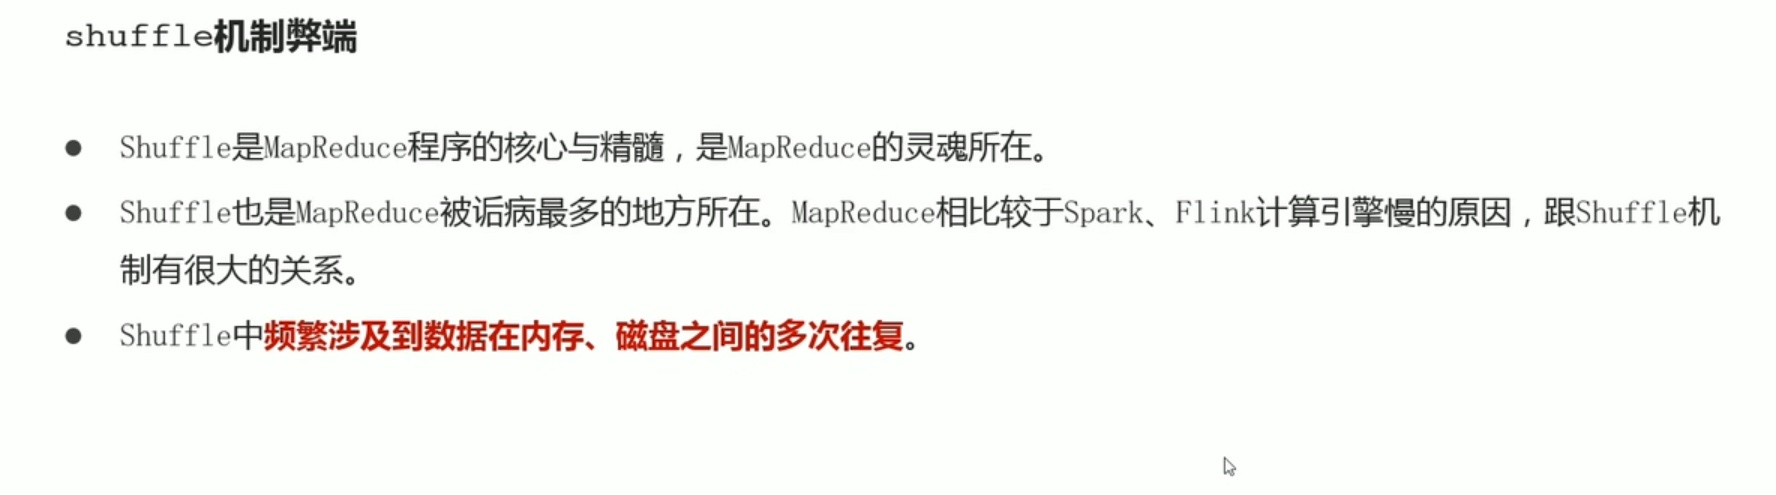 shuffle机制弊端
● Shuffle是MapReduce程序的核心与精髓，是MapReduce的灵魂所在。
● Shuffle也是MapReduce被诟病最多的地方所在。MapReduce相比较于Spark、Flink计算引擎慢的原因，跟Shuffle机
制有很大的关系。
● Shuffle中频繁涉及到数据在内存、磁盘之间的多次往复。